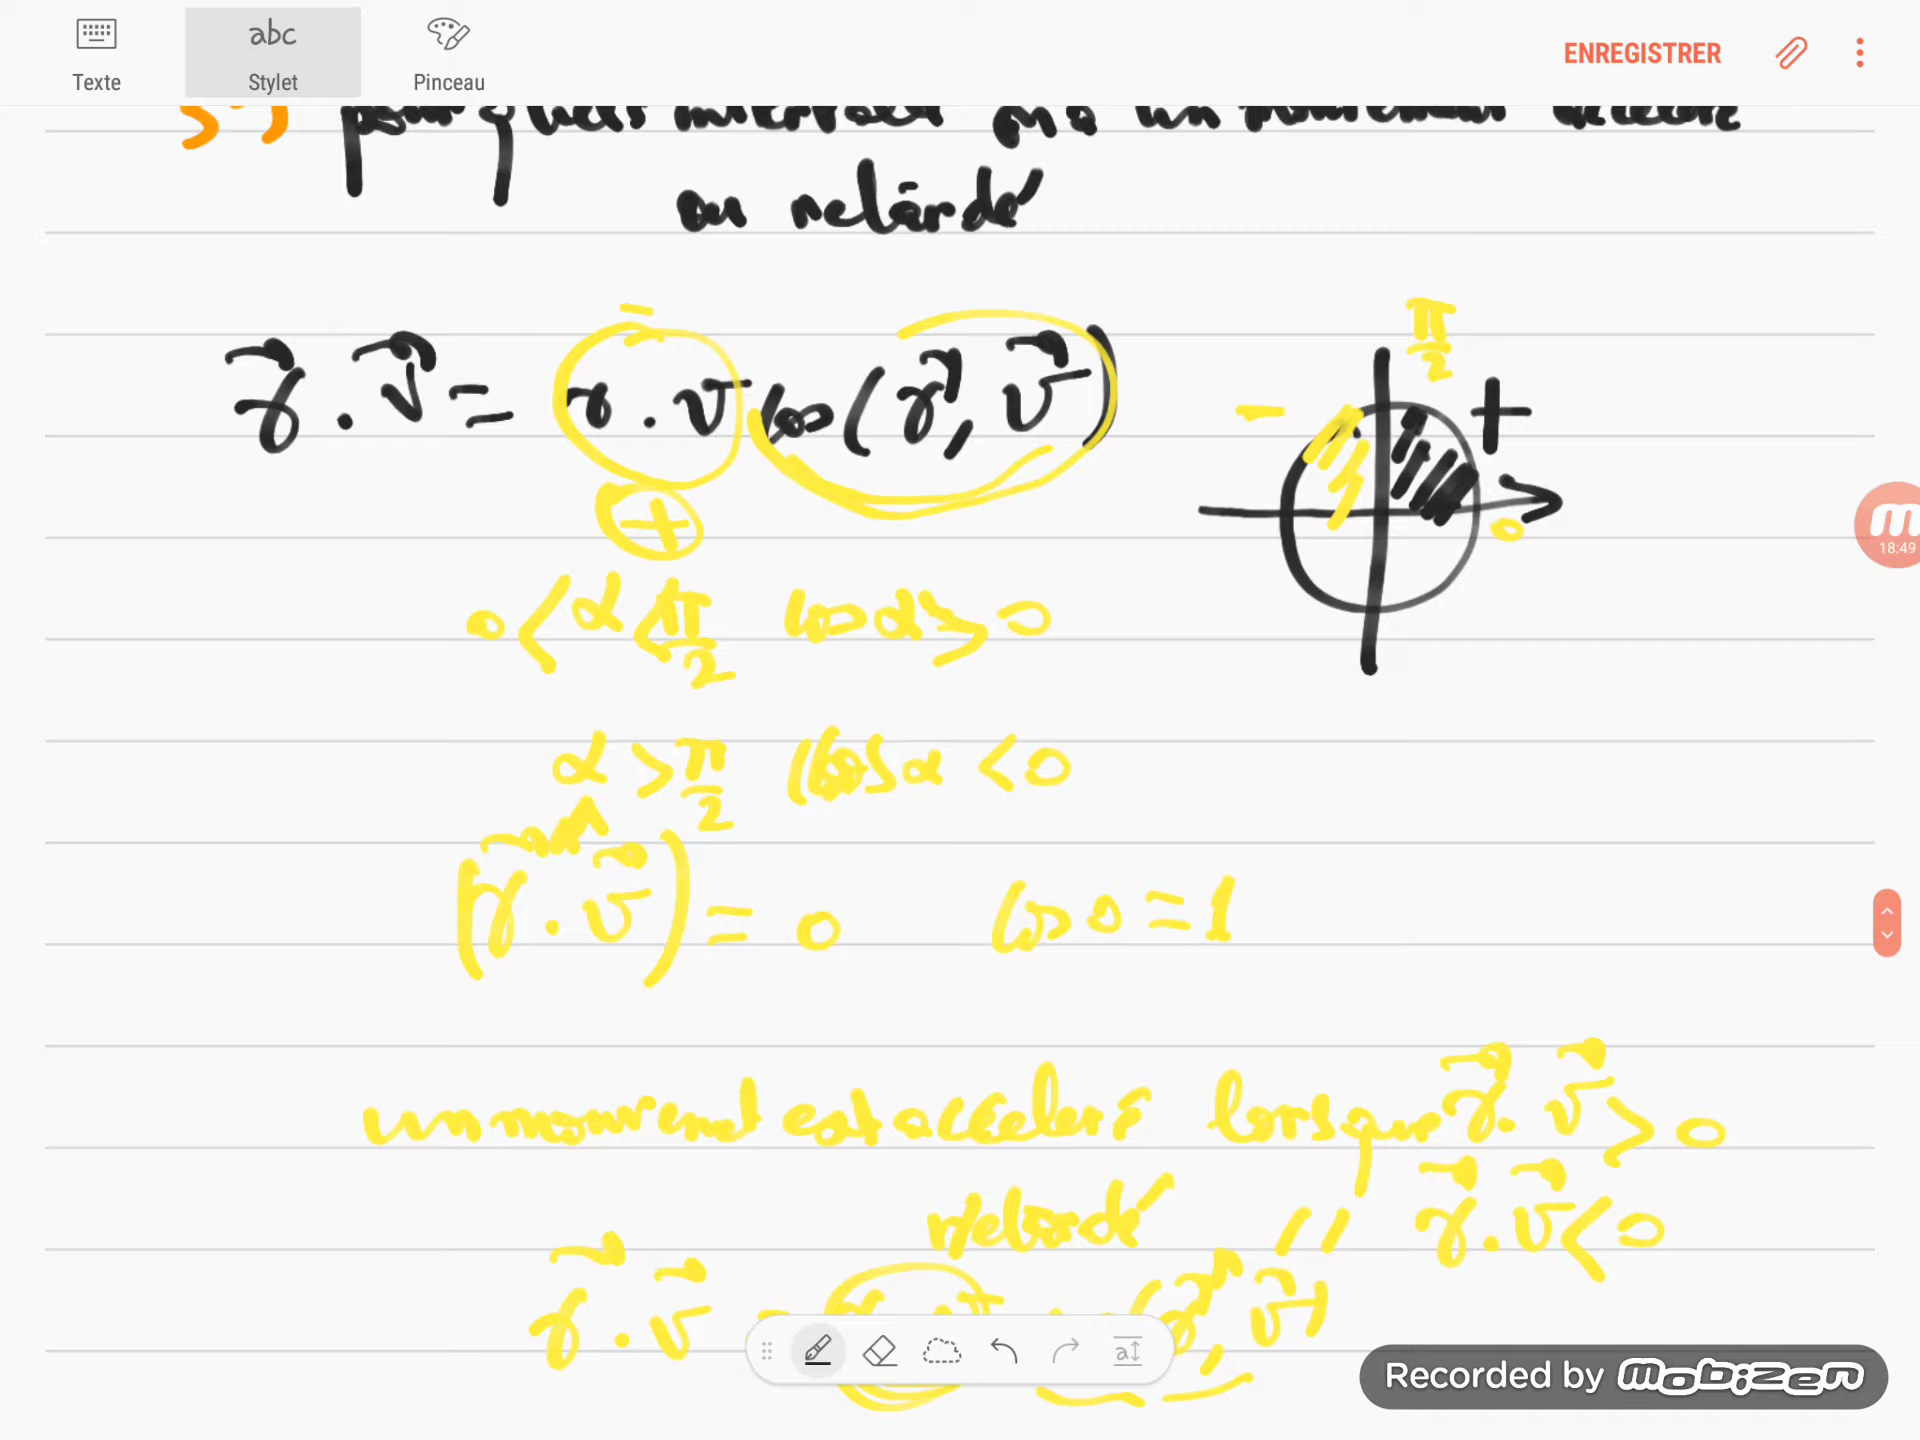 Texte
abc
Stylet
Pinceau
ENREGISTRER
5-) pour quels intervalles on a un mouvement accéléré
ou retardé
γ⃗ . v⃗ = γ . v cos(γ⃗, v⃗)
+
π/2
-
+
0
0 < α < π/2 cos α > 0
α > π/2 cos α < 0
(γ⃗ . v⃗) = 0 cos 0 = 1
un mouvement est accéléré lorsque γ⃗ . v⃗ > 0
retardé // γ⃗ . v⃗ < 0
γ⃗ . v⃗ = (γ⃗, v⃗)
18:49
Recorded by mobizen